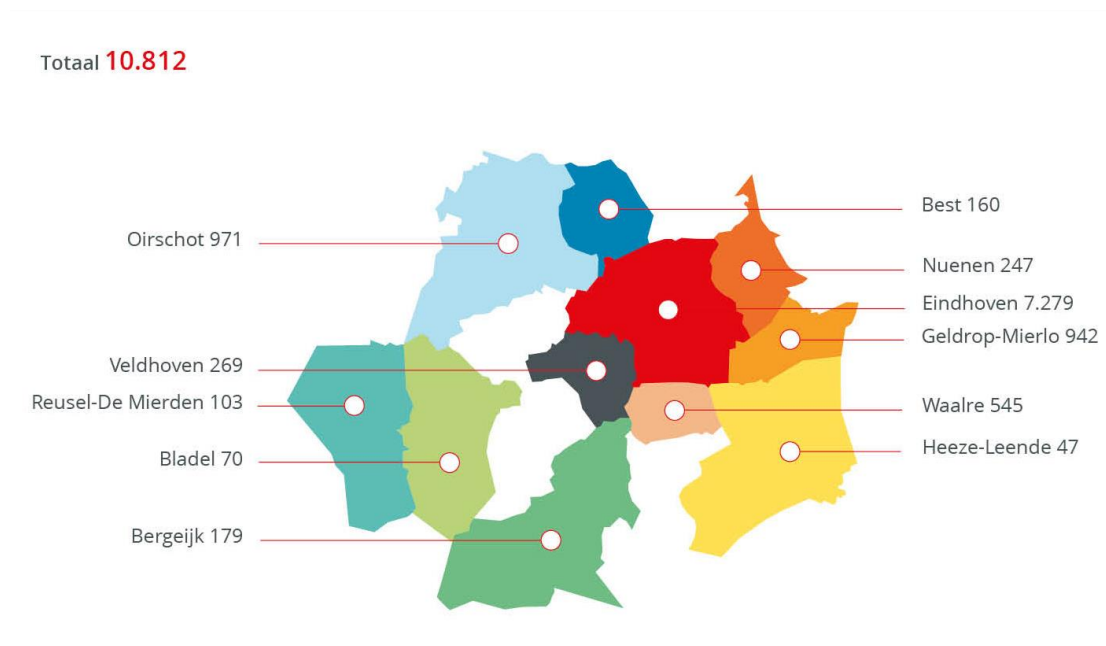 Totaal 10.812
Oirschot 971
Veldhoven 269
Reusel-De Mierden 103
Bladel 70
Bergeijk 179
Best 160
Nuenen 247
Eindhoven 7.279
Geldrop-Mierlo 942
Waalre 545
Heeze-Leende 47